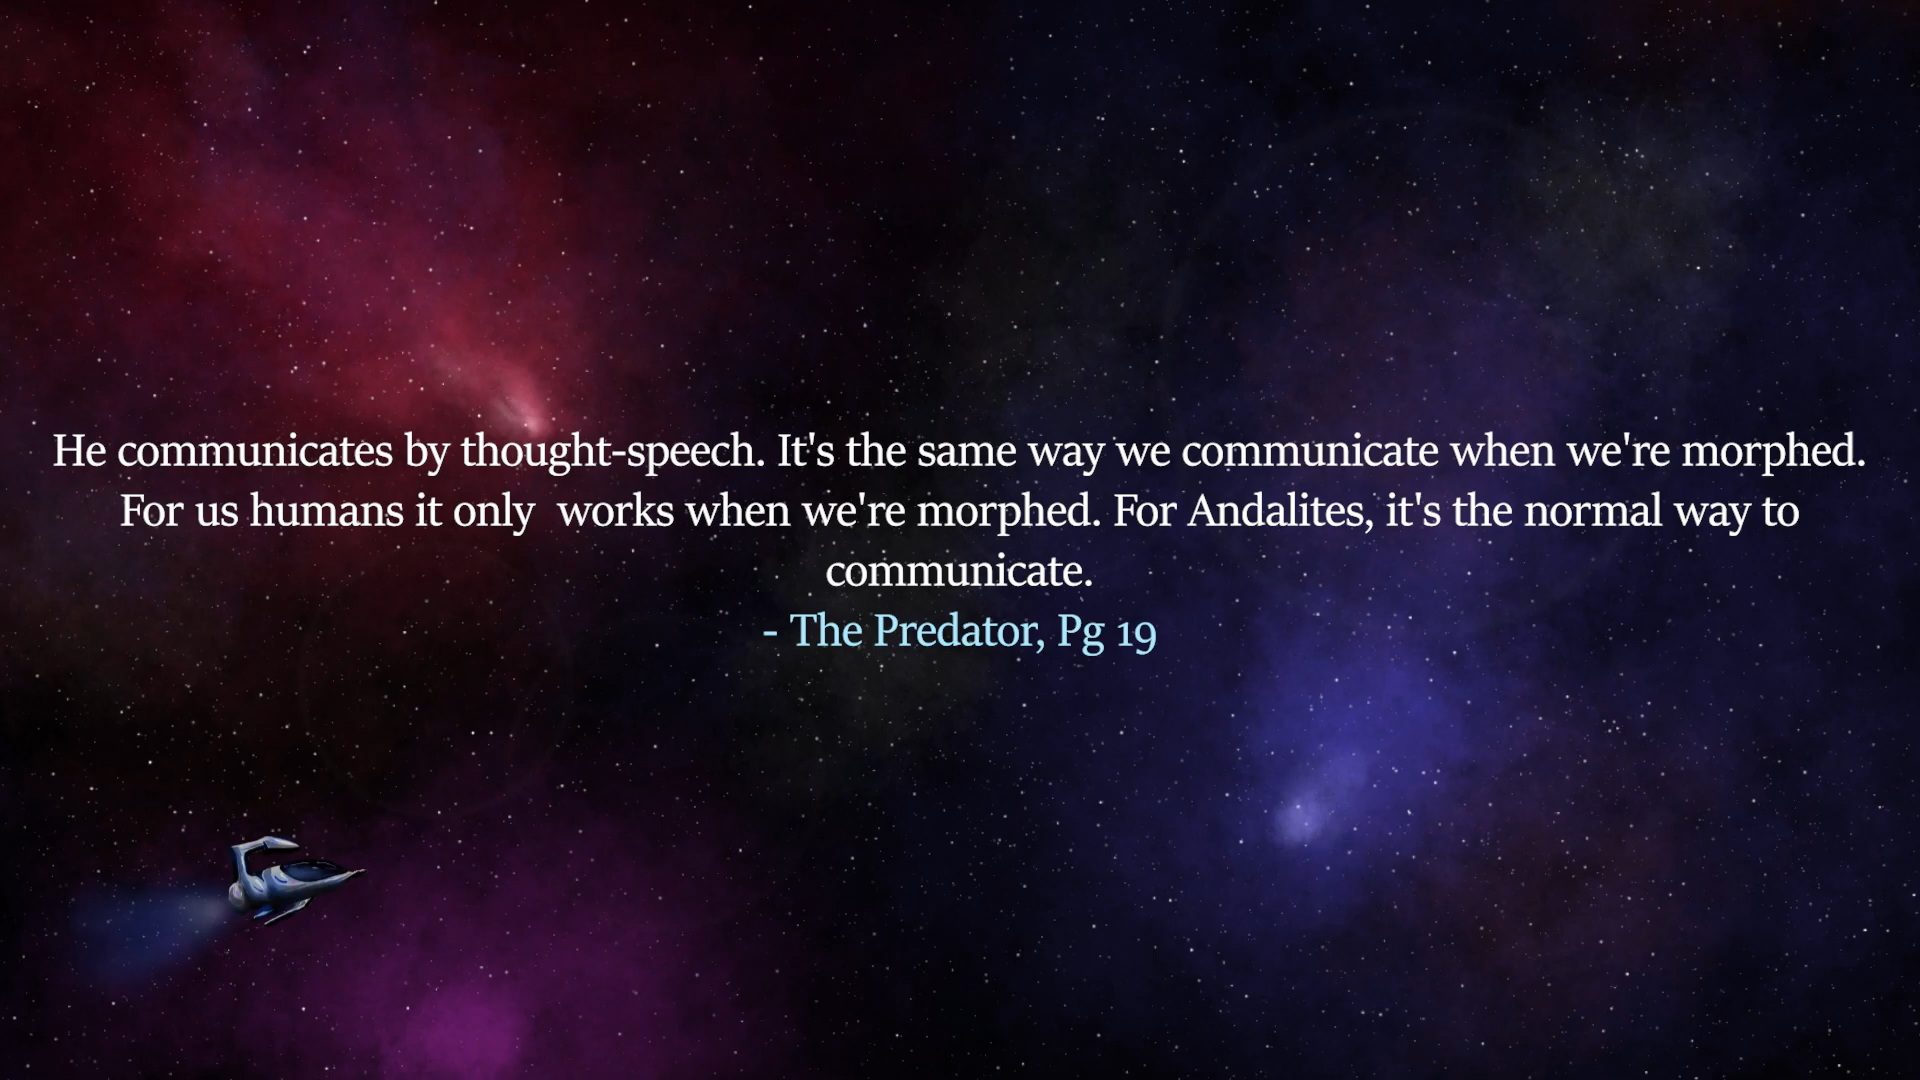 He communicates by thought-speech. It's the same way we communicate when we're morphed.
For us humans it only  works when we're morphed. For Andalites, it's the normal way to
communicate.
- The Predator, Pg 19